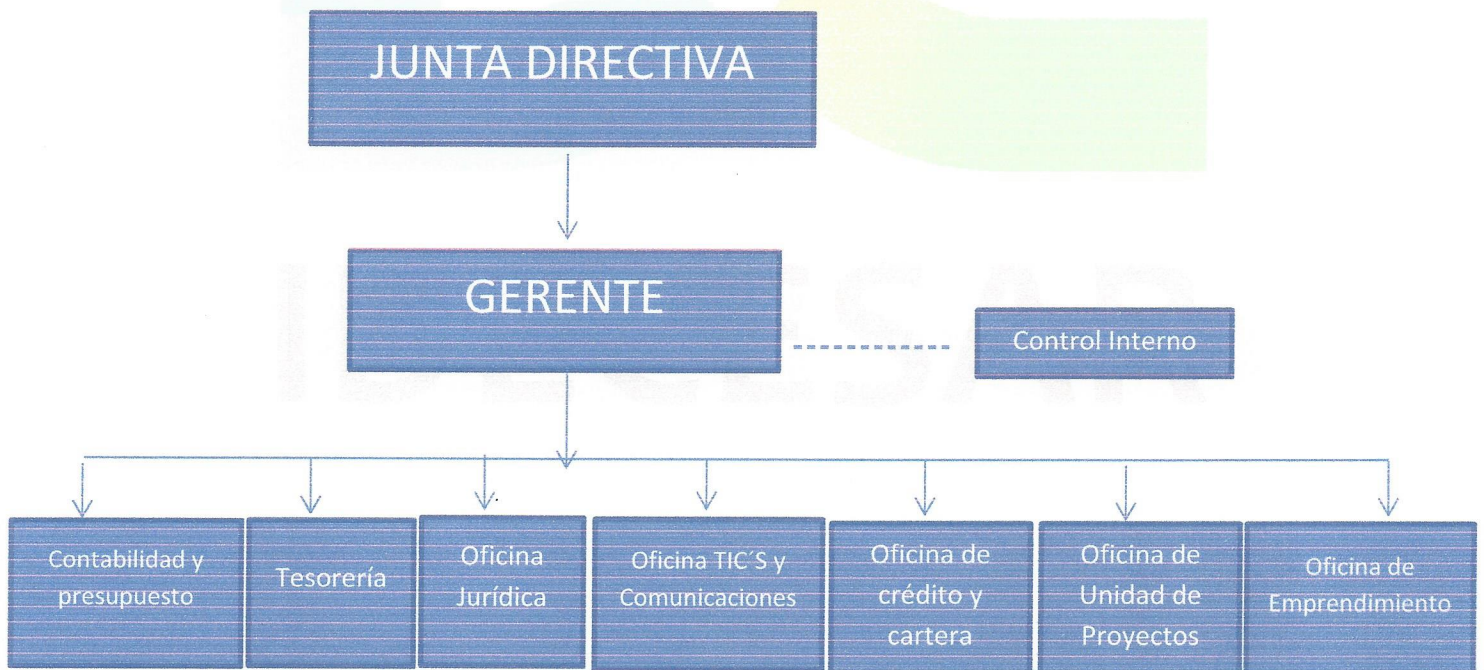 JUNTA DIRECTIVA
GERENTE
Control Interno
IDECESAR
Contabilidad y
presupuesto
Tesorería
Oficina
Jurídica
Oficina TIC´S y
Comunicaciones
Oficina de
crédito y
cartera
Oficina de
Unidad de
Proyectos
Oficina de
Emprendimiento